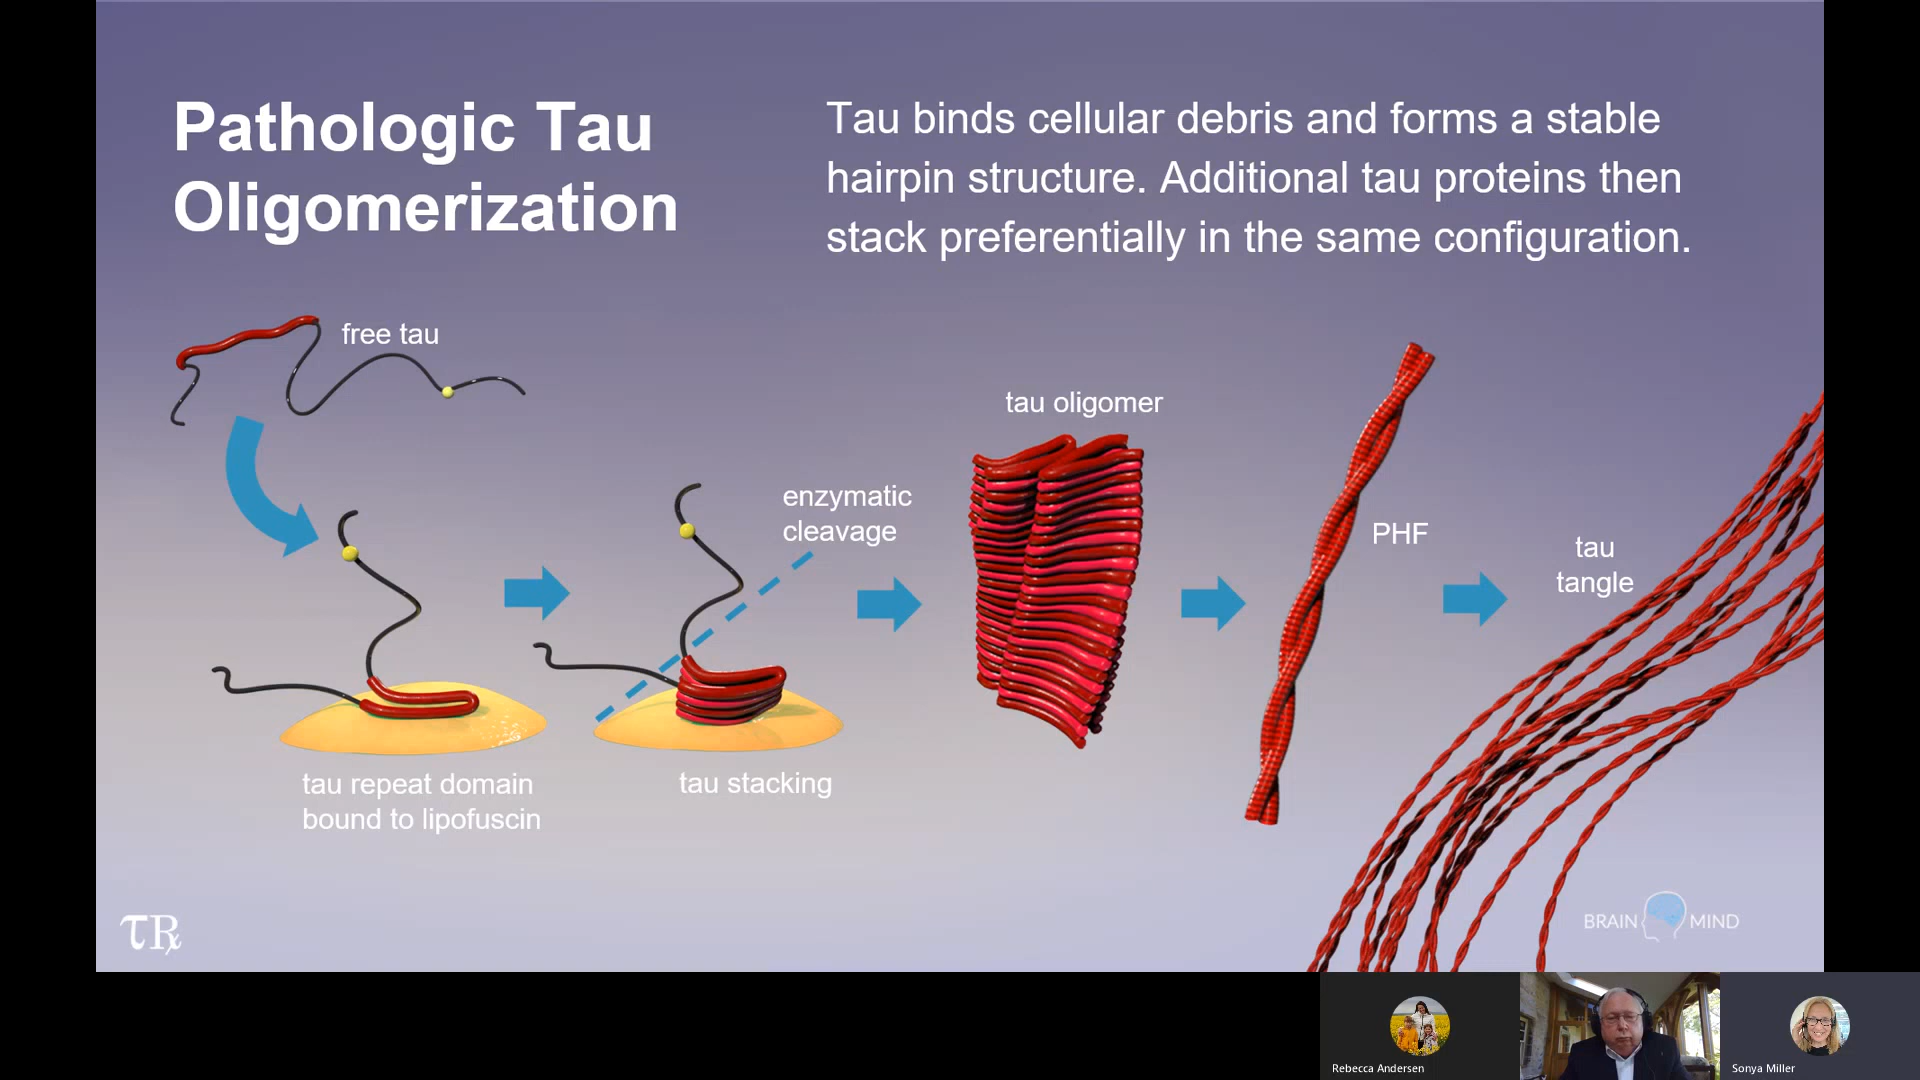 Pathologic Tau
Oligomerization
Tau binds cellular debris and forms a stable
hairpin structure. Additional tau proteins then
stack preferentially in the same configuration.
free tau
tau oligomer
enzymatic
cleavage
PHF
tau
tangle
tau repeat domain
bound to lipofuscin
tau stacking
τR
BRAIN MIND
Rebecca Andersen
Sonya Miller